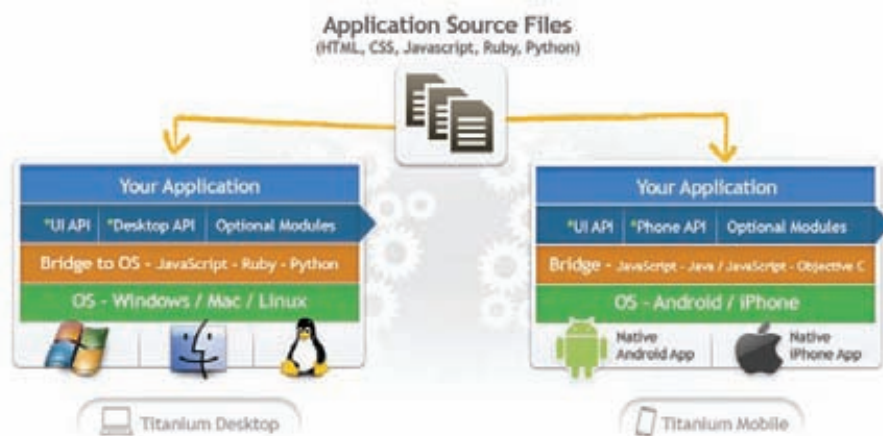 Application Source Files
(HTML, CSS, Javascript, Ruby, Python)
Your Application
*UI API *Desktop API Optional Modules
Bridge to OS - JavaScript - Ruby - Python
OS - Windows / Mac / Linux
Titanium Desktop
Your Application
*UI API *Phone API Optional Modules
Bridge - JavaScript - Java / JavaScript - Objective C
OS - Android / iPhone
Native
Android App
Native
iPhone App
Titanium Mobile